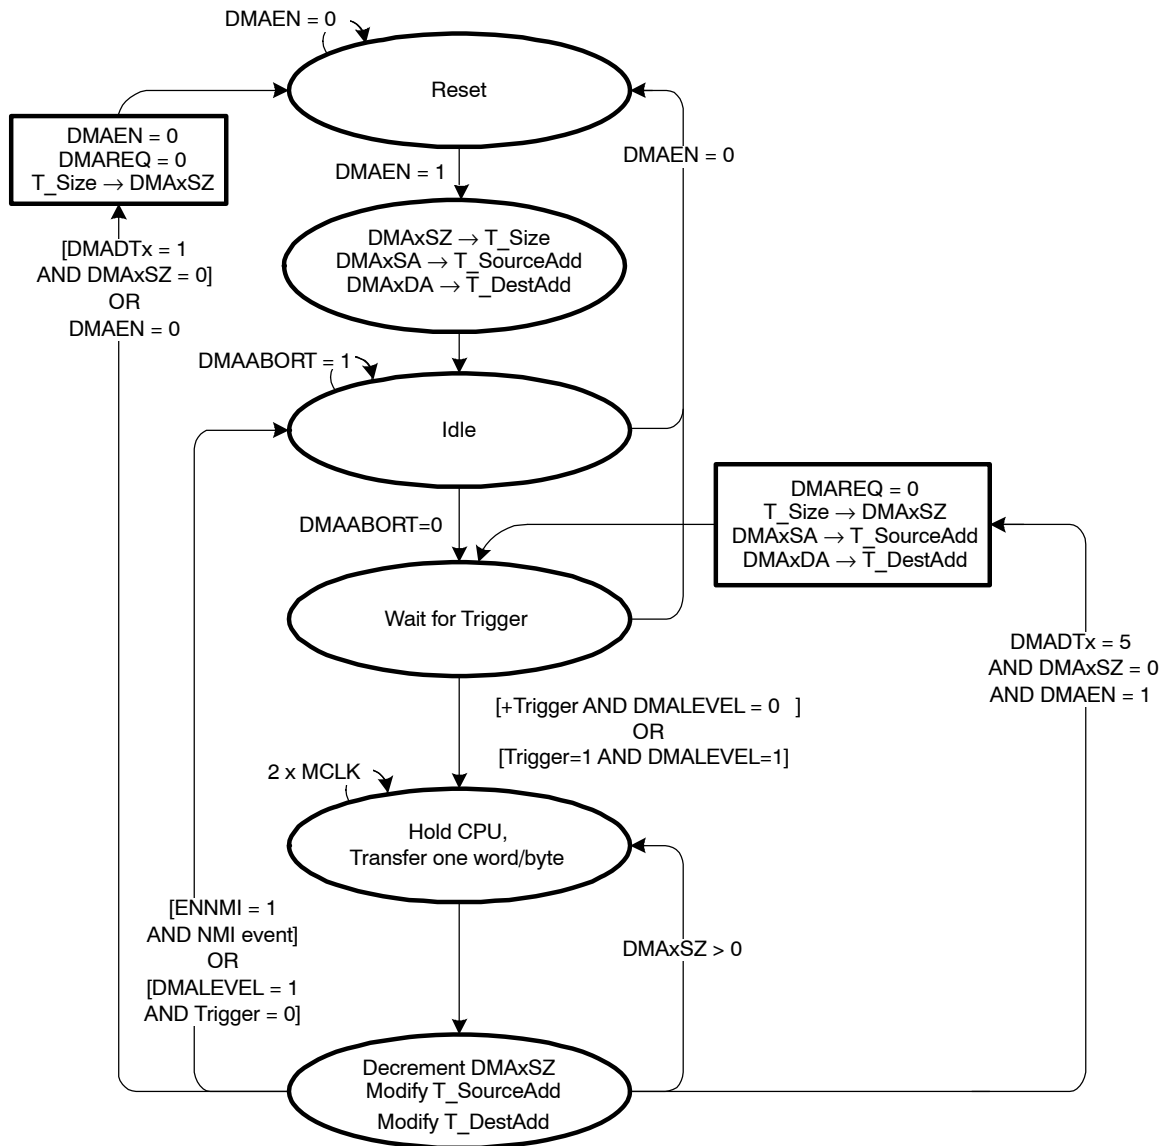 DMAEN = 0
Reset
DMAEN = 0
DMAREQ = 0
T_Size → DMAxSZ
DMAEN = 0
DMAEN = 1
[DMADTx = 1
AND DMAxSZ = 0]
OR
DMAEN = 0
DMAxSZ → T_Size
DMAxSA → T_SourceAdd
DMAxDA → T_DestAdd
DMAABORT = 1
Idle
DMAABORT=0
DMAREQ = 0
T_Size → DMAxSZ
DMAxSA → T_SourceAdd
DMAxDA → T_DestAdd
Wait for Trigger
DMADTx = 5
AND DMAxSZ = 0
AND DMAEN = 1
[+Trigger AND DMALEVEL = 0 ]
OR
[Trigger=1 AND DMALEVEL=1]
2 x MCLK
Hold CPU,
Transfer one word/byte
[ENNMI = 1
AND NMI event]
OR
[DMALEVEL = 1
AND Trigger = 0]
DMAxSZ > 0
Decrement DMAxSZ
Modify T_SourceAdd
Modify T_DestAdd